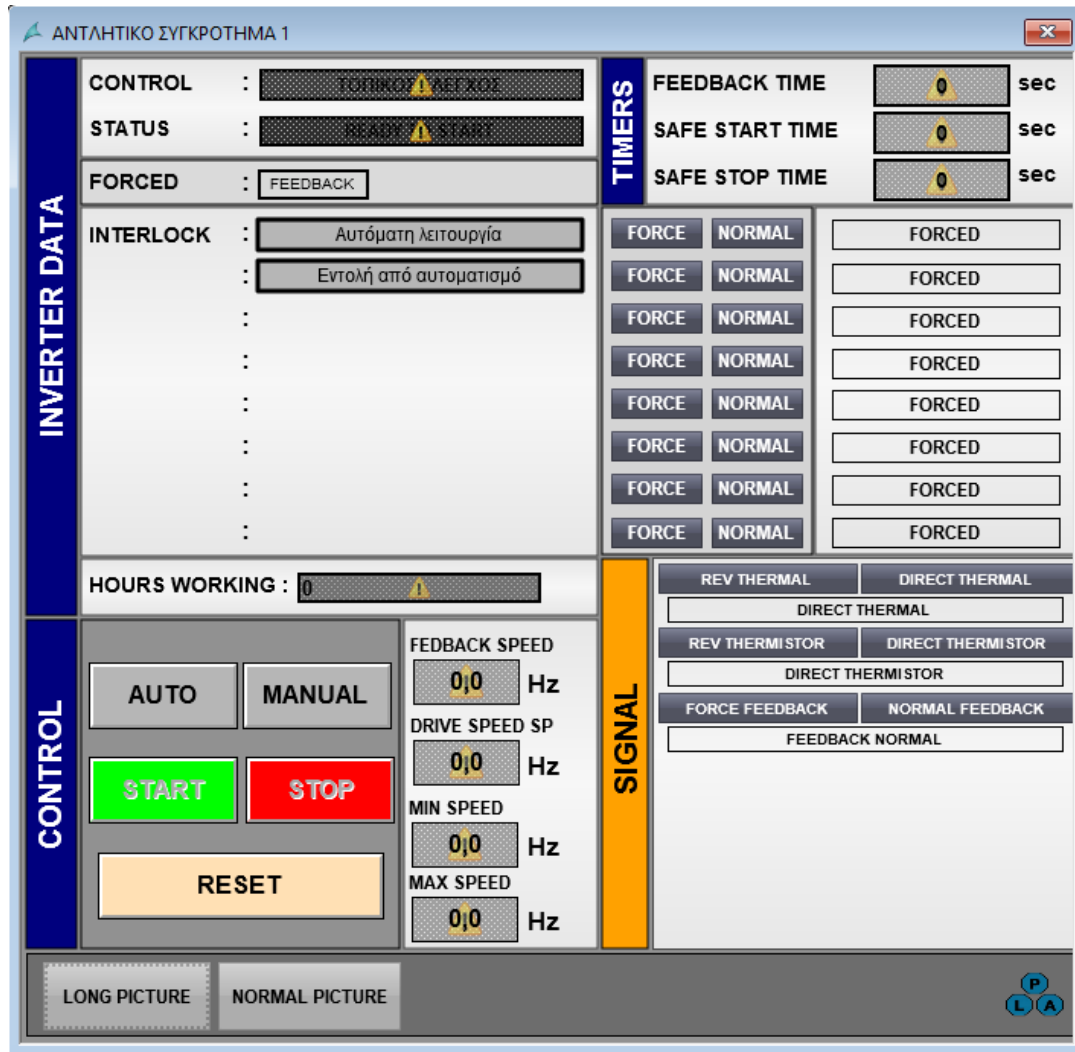 ΑΝΤΛΗΤΙΚΟ ΣΥΓΚΡΟΤΗΜΑ 1
INVERTER DATA
CONTROL :
STATUS : READY START
FORCED : FEEDBACK
INTERLOCK : Αυτόματη λειτουργία
: Εντολή από αυτοματισμό
:
:
:
:
:
:
HOURS WORKING : 0
TIMERS
FEEDBACK TIME 0 sec
SAFE START TIME 0 sec
SAFE STOP TIME 0 sec
FORCE NORMAL FORCED
FORCE NORMAL FORCED
FORCE NORMAL FORCED
FORCE NORMAL FORCED
FORCE NORMAL FORCED
FORCE NORMAL FORCED
FORCE NORMAL FORCED
FORCE NORMAL FORCED
CONTROL
AUTO MANUAL
START STOP
RESET
FEDBACK SPEED
0,0 Hz
DRIVE SPEED SP
0,0 Hz
MIN SPEED
0,0 Hz
MAX SPEED
0,0 Hz
SIGNAL
REV THERMAL DIRECT THERMAL
DIRECT THERMAL
REV THERMISTOR DIRECT THERMISTOR
DIRECT THERMISTOR
FORCE FEEDBACK NORMAL FEEDBACK
FEEDBACK NORMAL
LONG PICTURE NORMAL PICTURE
P
L A